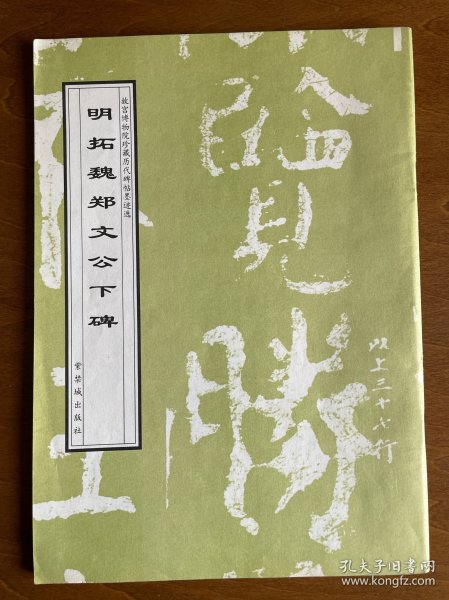 故宫博物院珍藏历代碑帖墨迹选
明拓魏郑文公下碑
紫禁城出版社
以上三十六行
孔夫子旧书网
www.kongfz.com